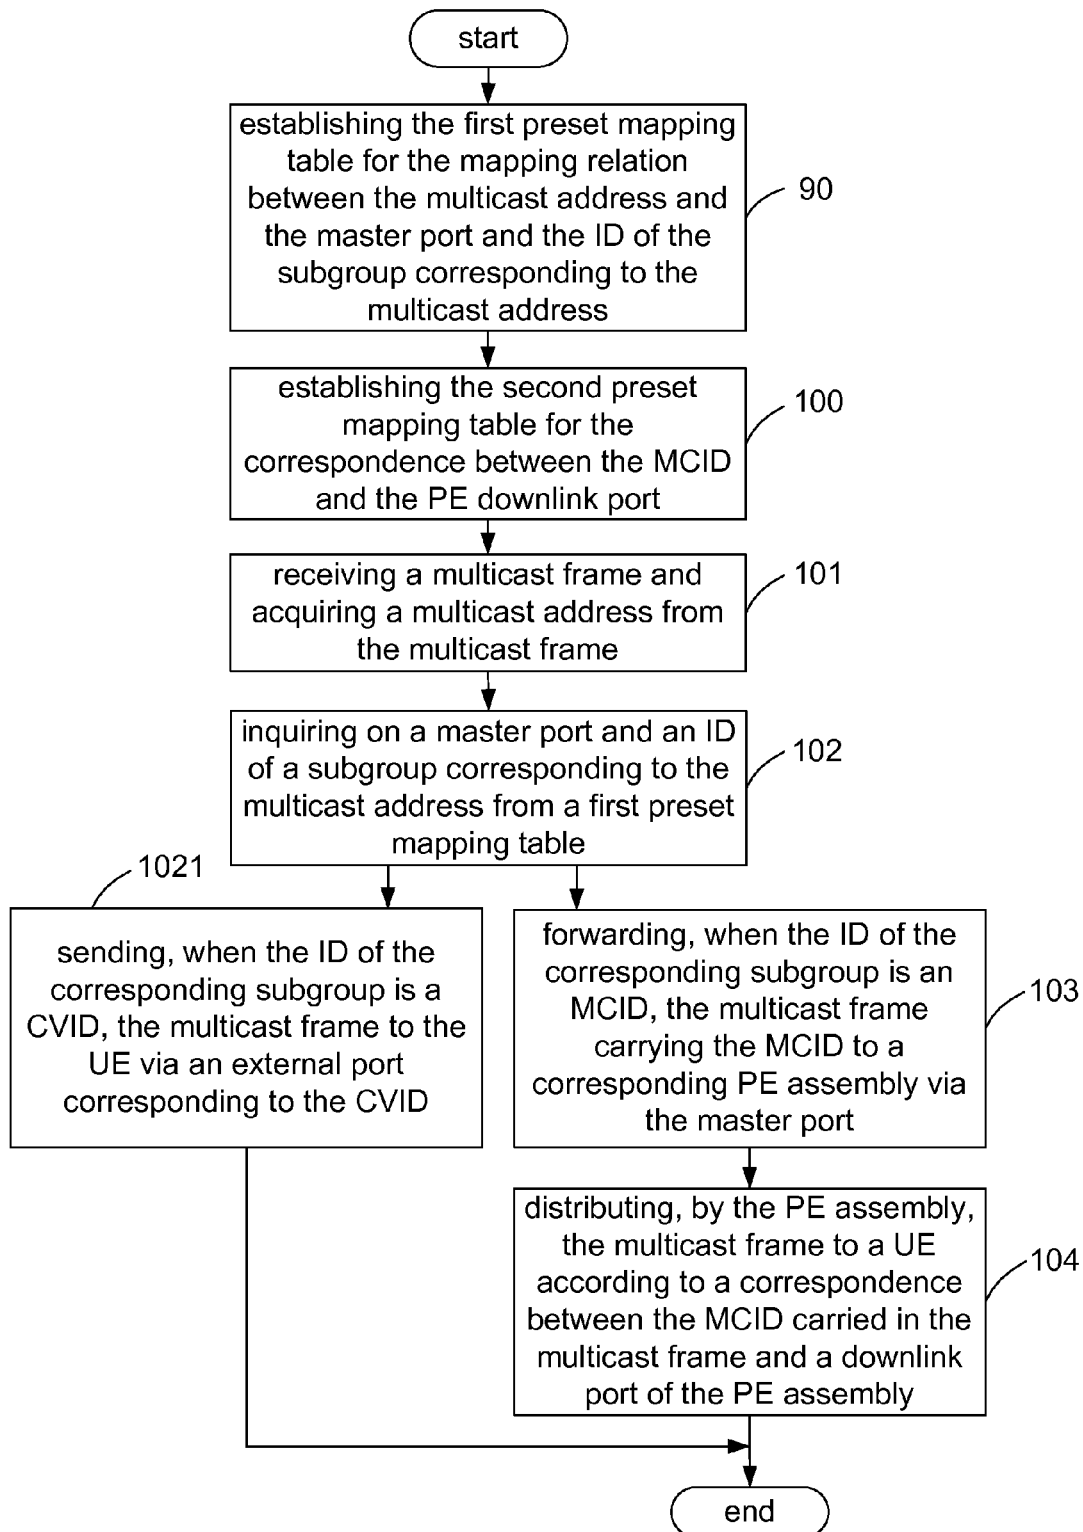 start
establishing the first preset mapping
table for the mapping relation
between the multicast address and
the master port and the ID of the
subgroup corresponding to the
multicast address
90
establishing the second preset
mapping table for the
correspondence between the MCID
and the PE downlink port
100
receiving a multicast frame and
acquiring a multicast address from
the multicast frame
101
inquiring on a master port and an ID
of a subgroup corresponding to the
multicast address from a first preset
mapping table
102
1021
sending, when the ID of the
corresponding subgroup is a
CVID, the multicast frame to the
UE via an external port
corresponding to the CVID
forwarding, when the ID of the
corresponding subgroup is an
MCID, the multicast frame
carrying the MCID to a
corresponding PE assembly via
the master port
103
distributing, by the PE assembly,
the multicast frame to a UE
according to a correspondence
between the MCID carried in the
multicast frame and a downlink
port of the PE assembly
104
end